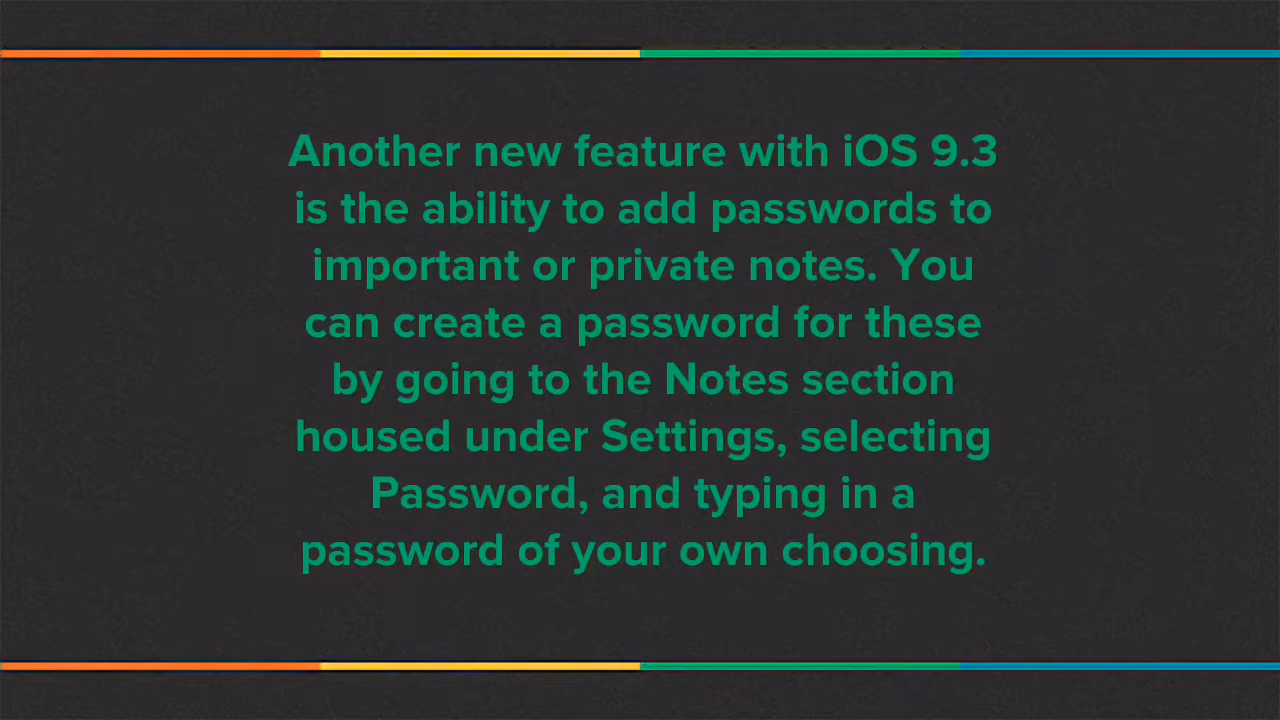 Another new feature with iOS 9.3
is the ability to add passwords to
important or private notes. You
can create a password for these
by going to the Notes section
housed under Settings, selecting
Password, and typing in a
password of your own choosing.